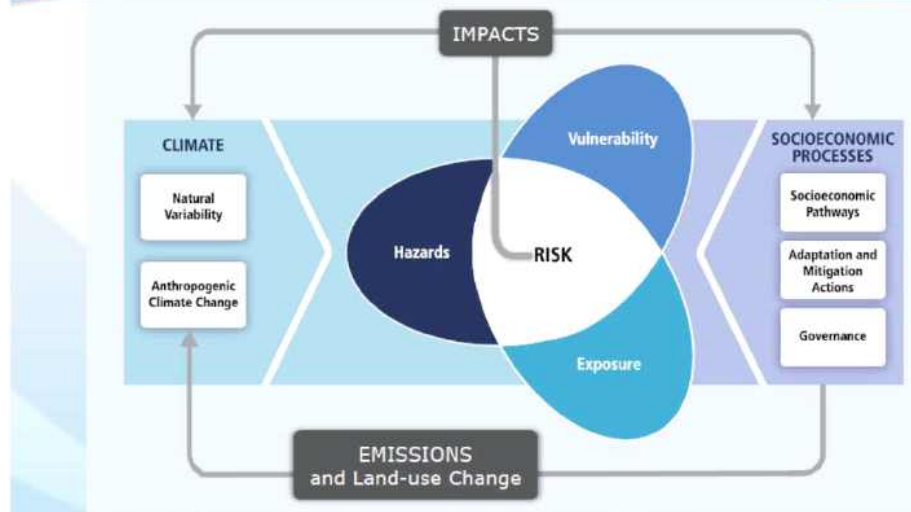 IMPACTS
CLIMATE
Natural
Variability
Anthropogenic
Climate Change
Vulnerability
Hazards
RISK
Exposure
SOCIOECONOMIC
PROCESSES
Socioeconomic
Pathways
Adaptation and
Mitigation
Actions
Governance
EMISSIONS
and Land-use Change